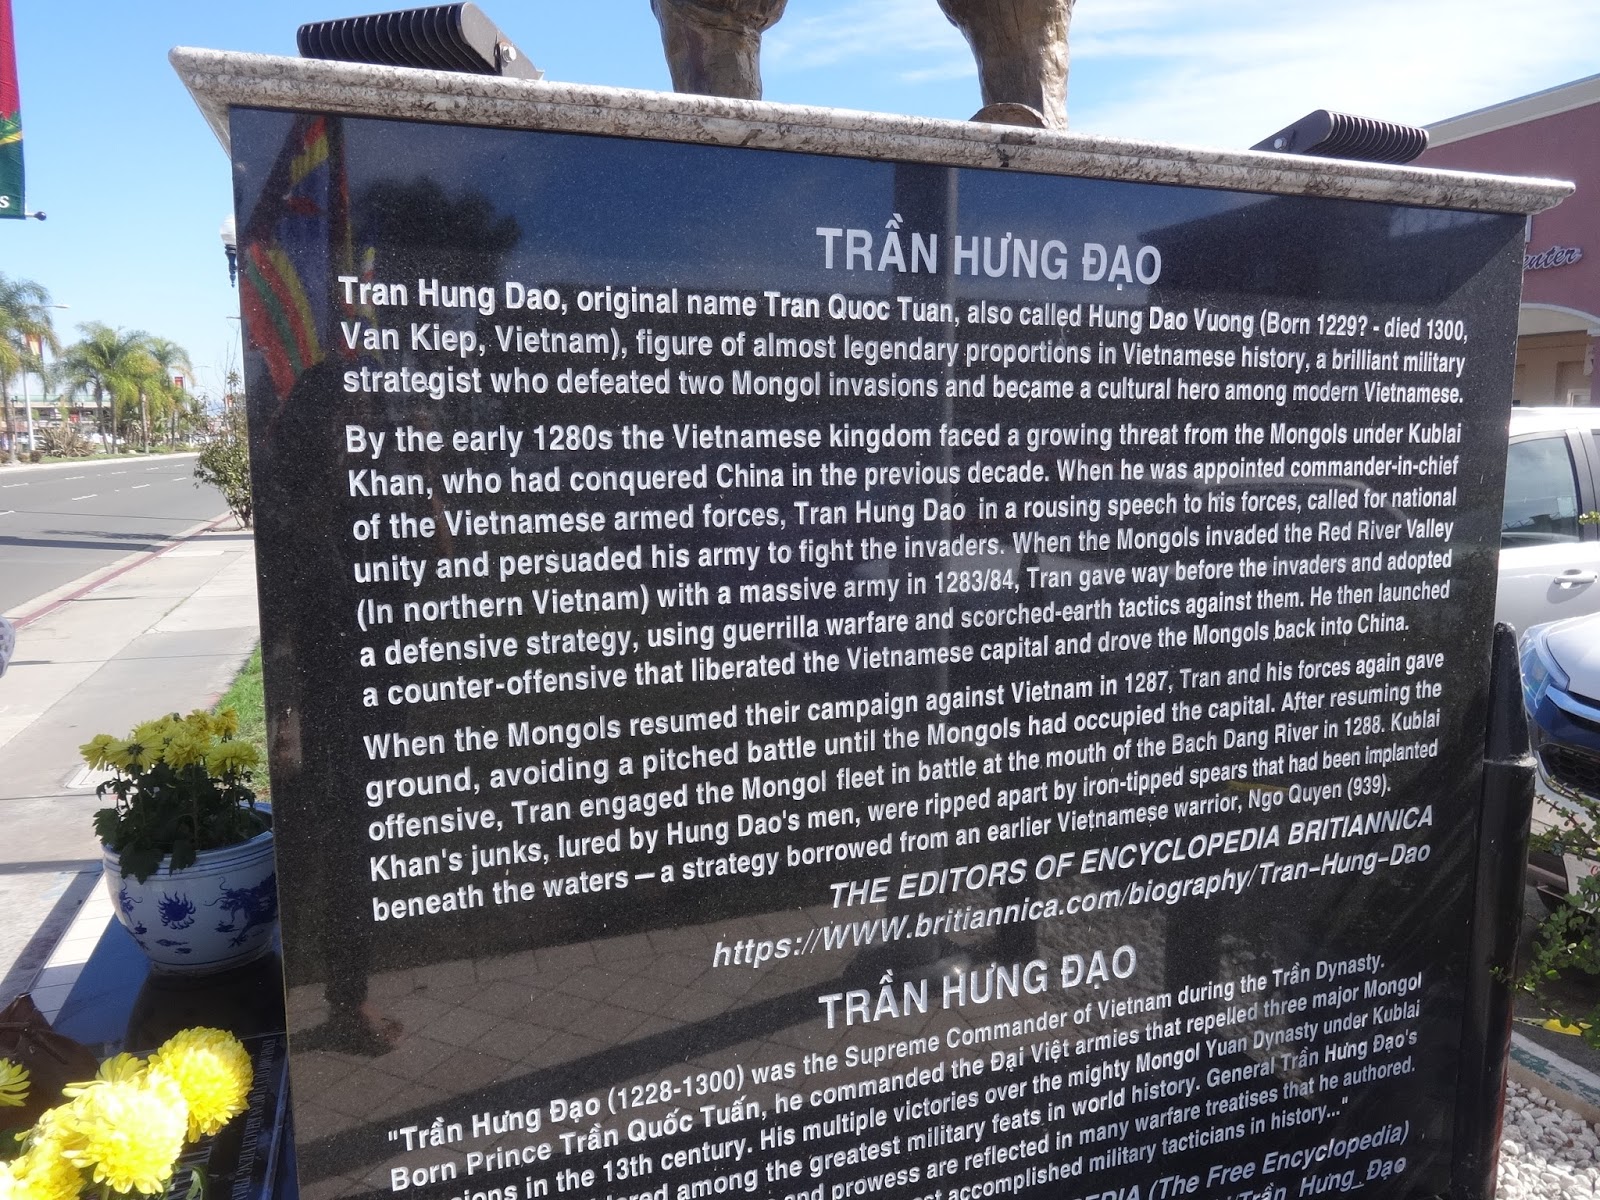 TRẦN HƯNG ĐẠO
Tran Hung Dao, original name Tran Quoc Tuan, also called Hung Dao Vuong (Born 1229? - died 1300,
Van Kiep, Vietnam), figure of almost legendary proportions in Vietnamese history, a brilliant military
strategist who defeated two Mongol invasions and became a cultural hero among modern Vietnamese.
By the early 1280s the Vietnamese kingdom faced a growing threat from the Mongols under Kublai
Khan, who had conquered China in the previous decade. When he was appointed commander-in-chief
of the Vietnamese armed forces, Tran Hung Dao in a rousing speech to his forces, called for national
unity and persuaded his army to fight the invaders. When the Mongols invaded the Red River Valley
(In northern Vietnam) with a massive army in 1283/84, Tran gave way before the invaders and adopted
a defensive strategy, using guerrilla warfare and scorched-earth tactics against them. He then launched
a counter-offensive that liberated the Vietnamese capital and drove the Mongols back into China.
When the Mongols resumed their campaign against Vietnam in 1287, Tran and his forces again gave
ground, avoiding a pitched battle until the Mongols had occupied the capital. After resuming the
offensive, Tran engaged the Mongol fleet in battle at the mouth of the Bach Dang River in 1288. Kublai
Khan's junks, lured by Hung Dao's men, were ripped apart by iron-tipped spears that had been implanted
beneath the waters — a strategy borrowed from an earlier Vietnamese warrior, Ngo Quyen (939).
THE EDITORS OF ENCYCLOPEDIA BRITIANNICA
https://WWW.britiannica.com/biography/Tran-Hung-Dao
TRẦN HƯNG ĐẠO
"Trần Hưng Đạo (1228-1300) was the Supreme Commander of Vietnam during the Trần Dynasty.
Born Prince Trần Quốc Tuấn, he commanded the Đại Việt armies that repelled three major Mongol
in the 13th century. His multiple victories over the mighty Mongol Yuan Dynasty under Kublai
among the greatest military feats in world history. General Trần Hưng Đạo's
and prowess are reflected in many warfare treatises that he authored.
accomplished military tacticians in history..."
(The Free Encyclopedia)
Trần_Hưng_Đạo